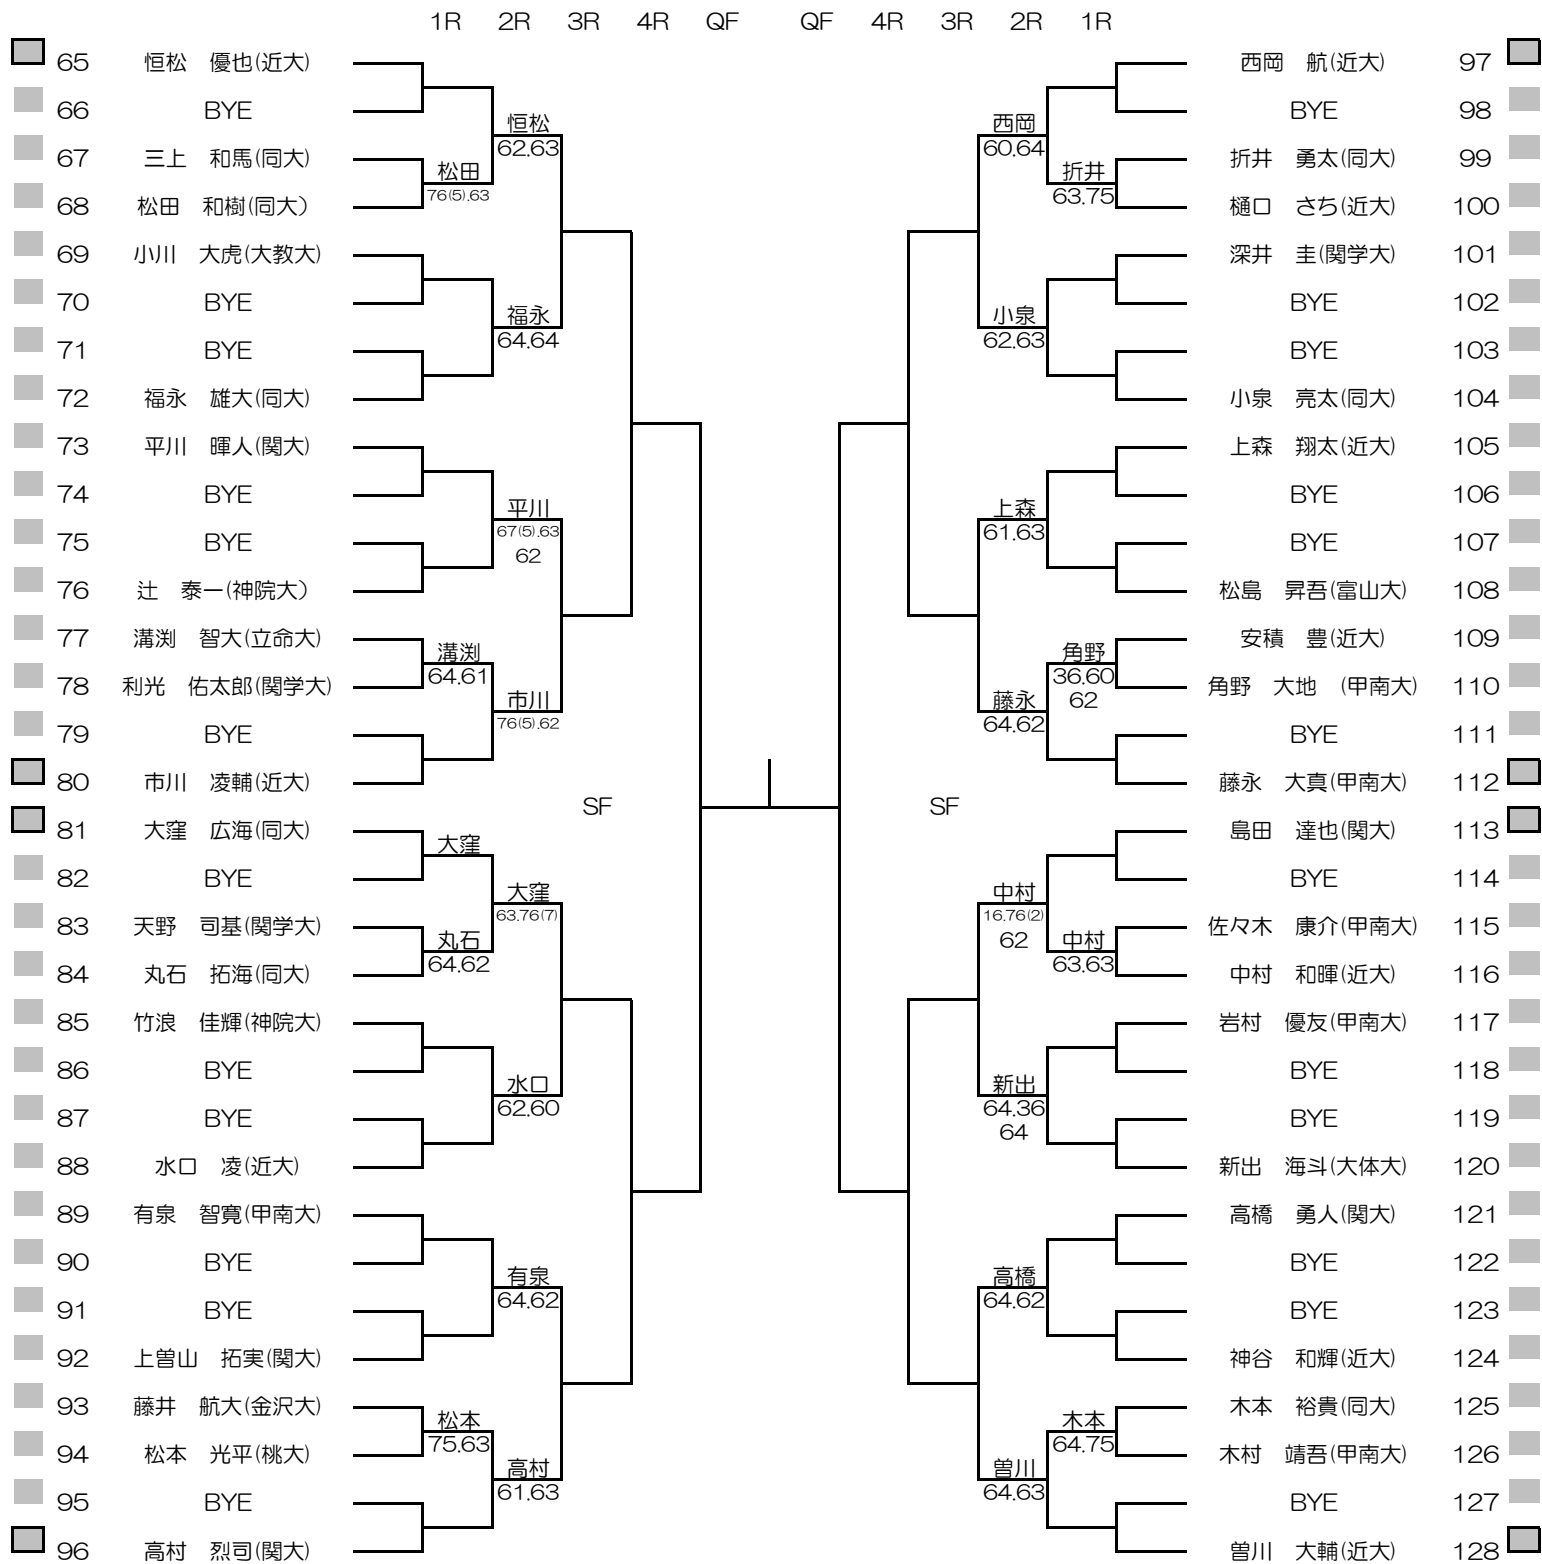 1R 2R 3R 4R QF QF 4R 3R 2R 1R
65 恒松　優也(近大) 西岡　航(近大) 97
66 BYE BYE 98
恒松 西岡
62.63 60.64
67 三上　和馬(同大) 折井　勇太(同大) 99
松田 折井
76(5).63 63.75
68 松田　和樹(同大) 樋口　さち(近大) 100
69 小川　大虎(大教大) 深井　圭(関学大) 101
70 BYE BYE 102
福永 小泉
64.64 62.63
71 BYE BYE 103
72 福永　雄大(同大) 小泉　亮太(同大) 104
73 平川　暉人(関大) 上森　翔太(近大) 105
74 BYE BYE 106
平川 上森
67(5).63 61.63
62
75 BYE BYE 107
76 辻　泰一(神院大) 松島　昇吾(富山大) 108
77 溝渕　智大(立命大) 安積　豊(近大) 109
溝渕 角野
64.61 36.60
62
78 利光　佑太郎(関学大) 角野　大地　(甲南大) 110
市川 藤永
76(5).62 64.62
79 BYE BYE 111
80 市川　凌輔(近大) 藤永　大真(甲南大) 112
SF SF
81 大窪　広海(同大) 島田　達也(関大) 113
大窪
82 BYE BYE 114
大窪 中村
63.76(7) 16.76(2)
62
83 天野　司基(関学大) 佐々木　康介(甲南大) 115
丸石 中村
64.62 63.63
84 丸石　拓海(同大) 中村　和暉(近大) 116
85 竹浪　佳輝(神院大) 岩村　優友(甲南大) 117
86 BYE BYE 118
水口 新出
62.60 64.36
64
87 BYE BYE 119
88 水口　凌(近大) 新出　海斗(大体大) 120
89 有泉　智寛(甲南大) 高橋　勇人(関大) 121
90 BYE BYE 122
有泉 高橋
64.62 64.62
91 BYE BYE 123
92 上曽山　拓実(関大) 神谷　和輝(近大) 124
93 藤井　航大(金沢大) 木本　裕貴(同大) 125
松本 木本
75.63 64.75
94 松本　光平(桃大) 木村　靖吾(甲南大) 126
高村 曽川
61.63 64.63
95 BYE BYE 127
96 高村　烈司(関大) 曽川　大輔(近大) 128